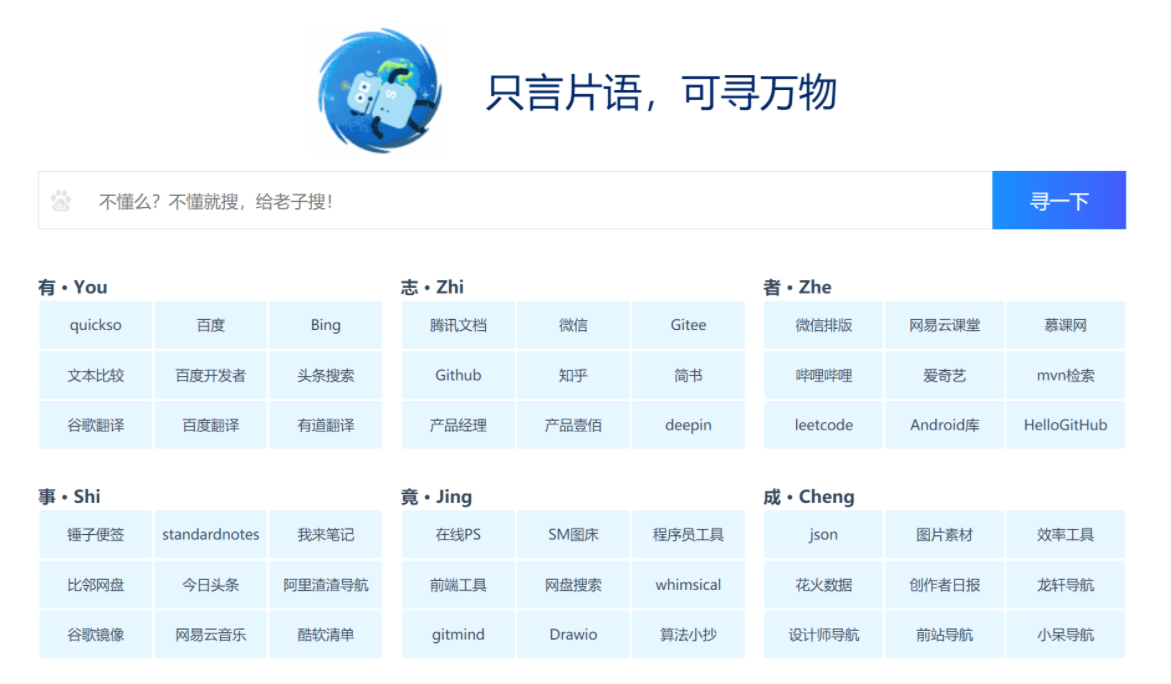 只言片语，可寻万物
不懂么？不懂就搜，给老子搜！
寻一下
有 • You
quickso 百度 Bing
文本比较 百度开发者 头条搜索
谷歌翻译 百度翻译 有道翻译
志 • Zhi
腾讯文档 微信 Gitee
Github 知乎 简书
产品经理 产品壹佰 deepin
者 • Zhe
微信排版 网易云课堂 慕课网
哔哩哔哩 爱奇艺 mvn检索
leetcode Android库 HelloGitHub
事 • Shi
锤子便签 standardnotes 我来笔记
比邻网盘 今日头条 阿里渣渣导航
谷歌镜像 网易云音乐 酷软清单
竟 • Jing
在线PS SM图床 程序员工具
前端工具 网盘搜索 whimsical
gitmind Drawio 算法小抄
成 • Cheng
json 图片素材 效率工具
花火数据 创作者日报 龙轩导航
设计师导航 前站导航 小呆导航